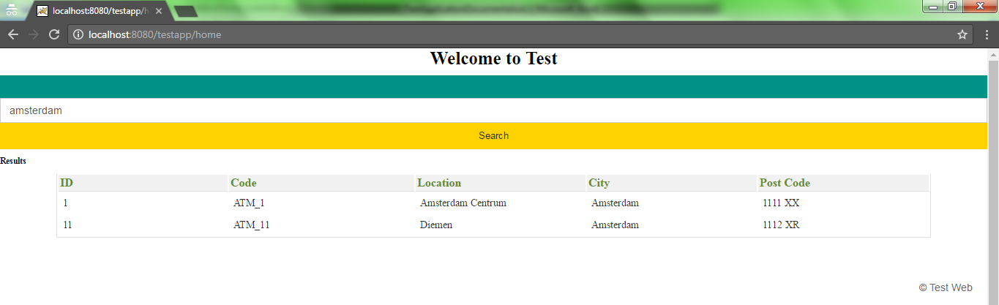 localhost:8080/testapp/h
localhost:8080/testapp/home
Welcome to Test
amsterdam
Search
Results
ID Code Location City Post Code
1 ATM_1 Amsterdam Centrum Amsterdam 1111 XX
11 ATM_11 Diemen Amsterdam 1112 XR
© Test Web